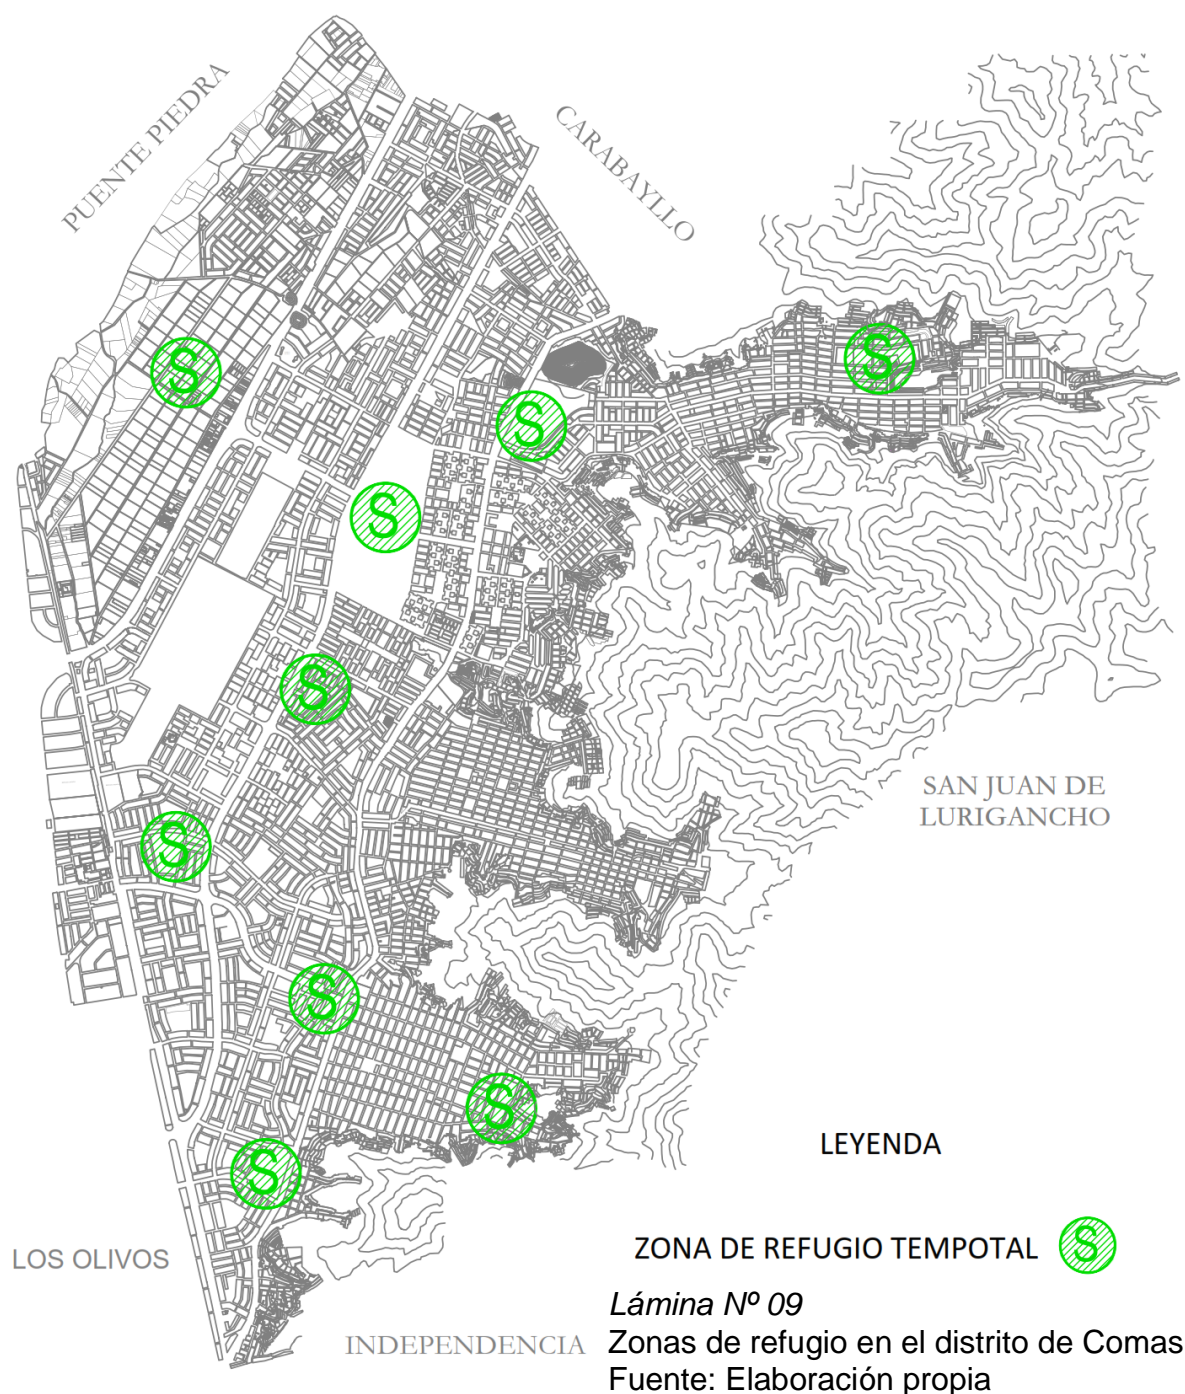 PUENTE PIEDRA
CARABAYLLO
S
S
S
S
S
S
S
S
S
SAN JUAN DE
LURIGANCHO
LEYENDA
LOS OLIVOS
ZONA DE REFUGIO TEMPOTAL S
INDEPENDENCIA
Lámina Nº 09
Zonas de refugio en el distrito de Comas
Fuente: Elaboración propia